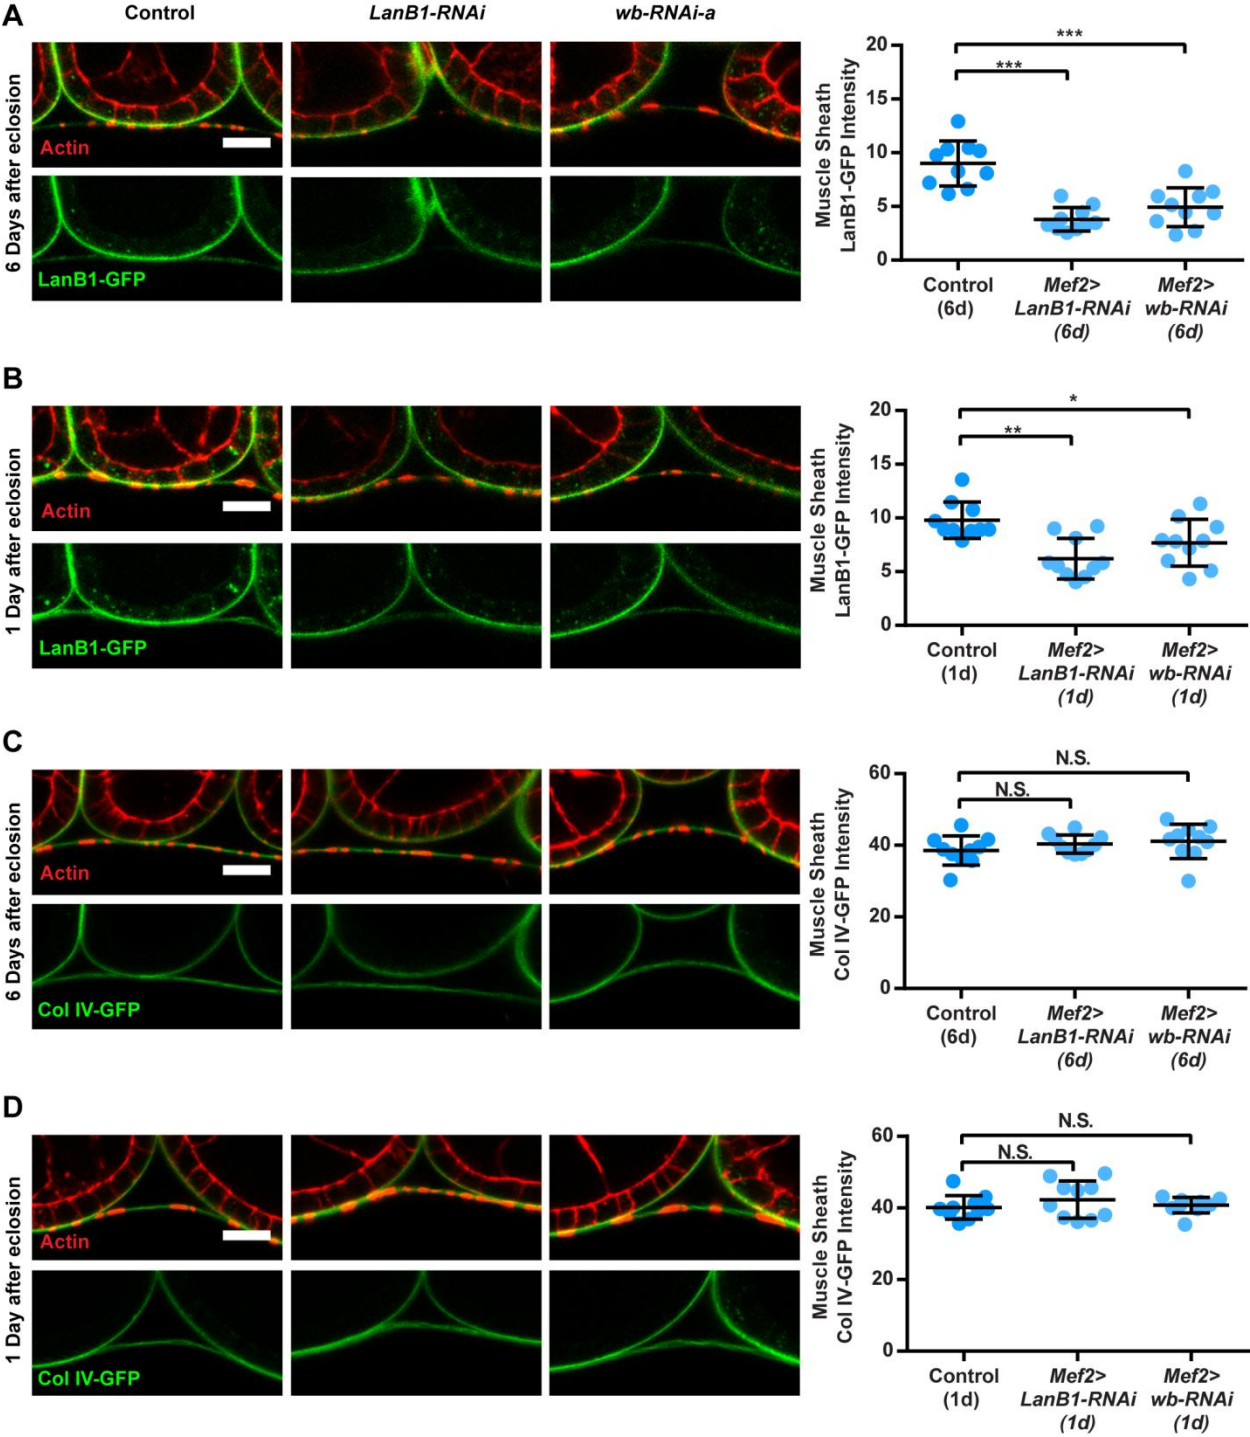 A
Control
LanB1-RNAi
wb-RNAi-a
6 Days after eclosion
Actin
LanB1-GFP
Muscle Sheath
LanB1-GFP Intensity
20
15
10
5
0
***
***
Control
(6d)
Mef2>
LanB1-RNAi
(6d)
Mef2>
wb-RNAi
(6d)
B
1 Day after eclosion
Actin
LanB1-GFP
Muscle Sheath
LanB1-GFP Intensity
20
15
10
5
0
*
**
Control
(1d)
Mef2>
LanB1-RNAi
(1d)
Mef2>
wb-RNAi
(1d)
C
6 Days after eclosion
Actin
Col IV-GFP
Muscle Sheath
Col IV-GFP Intensity
60
40
20
0
N.S.
N.S.
Control
(6d)
Mef2>
LanB1-RNAi
(6d)
Mef2>
wb-RNAi
(6d)
D
1 Day after eclosion
Actin
Col IV-GFP
Muscle Sheath
Col IV-GFP Intensity
60
40
20
0
N.S.
N.S.
Control
(1d)
Mef2>
LanB1-RNAi
(1d)
Mef2>
wb-RNAi
(1d)